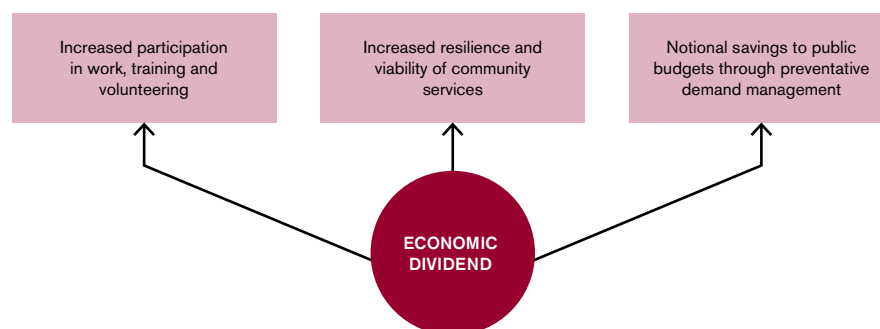 Increased participation
in work, training and
volunteering
Increased resilience and
viability of community
services
Notional savings to public
budgets through preventative
demand management
ECONOMIC
DIVIDEND